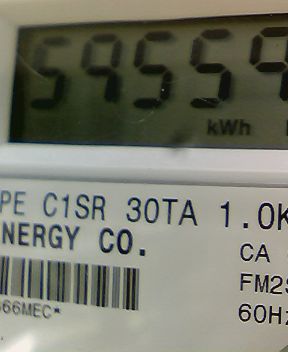 59559
kWh
PE C1SR 30TA 1.0K
NERGY CO.
CA
FM2S
60Hz
66MEC*